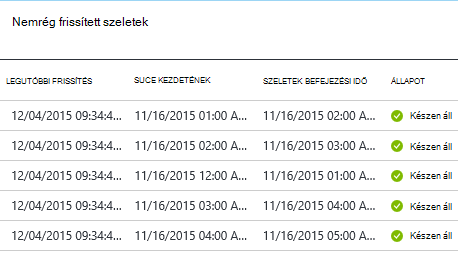 Nemrég frissített szeletek
LEGUTÓBBI FRISSÍTÉS SUCE KEZDETÉNEK SZELETEK BEFEJEZÉSI IDŐ ÁLLAPOT
12/04/2015 09:34:4... 11/16/2015 01:00 A... 11/16/2015 02:00 A... Készen áll
12/04/2015 09:34:4... 11/16/2015 02:00 A... 11/16/2015 03:00 A... Készen áll
12/04/2015 09:34:4... 11/16/2015 12:00 A... 11/16/2015 01:00 A... Készen áll
12/04/2015 09:34:4... 11/16/2015 03:00 A... 11/16/2015 04:00 A... Készen áll
12/04/2015 09:34:4... 11/16/2015 04:00 A... 11/16/2015 05:00 A... Készen áll